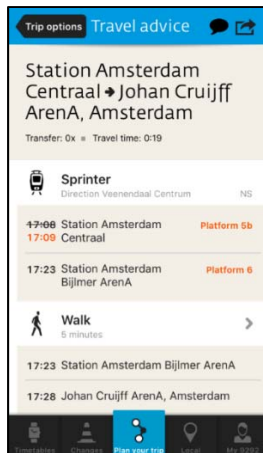 Trip options Travel advice
Station Amsterdam
Centraal → Johan Cruijff
ArenA, Amsterdam
Transfer: 0x = Travel time: 0:19
Sprinter
Direction Veenendaal Centrum NS
17:08 Station Amsterdam Platform 5b
17:09 Centraal
17:23 Station Amsterdam Platform 6
Bijlmer ArenA
Walk
5 minutes
17:23 Station Amsterdam Bijlmer ArenA
17:28 Johan Cruijff ArenA, Amsterdam
Timetables Changes Plan your trip Local My 9292